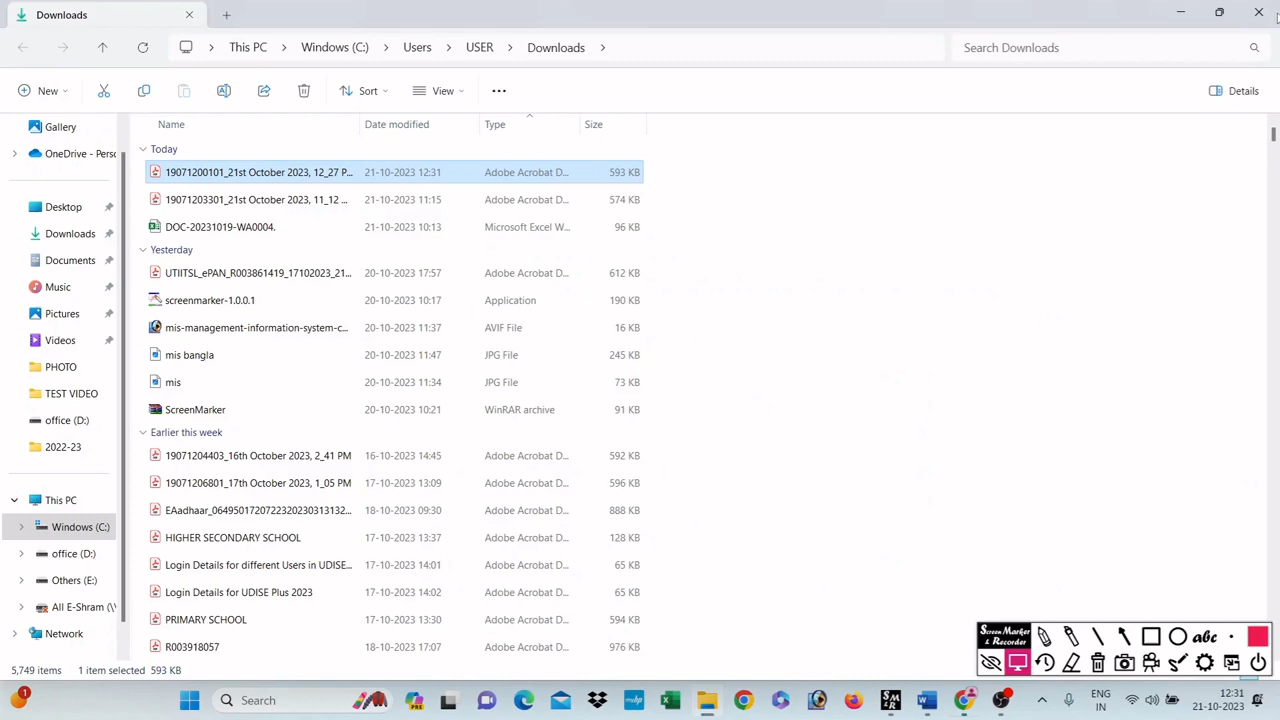 Downloads
This PC > Windows (C:) > Users > USER > Downloads >
Search Downloads
New
Sort
View
Details
Name Date modified Type Size
Gallery
OneDrive - Perso
Desktop
Downloads
Documents
Music
Pictures
Videos
PHOTO
TEST VIDEO
office (D:)
2022-23
This PC
Windows (C:)
office (D:)
Others (E:)
All E-Shram (\\
Network
Today
19071200101_21st October 2023, 12_27 P... 21-10-2023 12:31 Adobe Acrobat D... 593 KB
19071203301_21st October 2023, 11_12 ... 21-10-2023 11:15 Adobe Acrobat D... 574 KB
DOC-20231019-WA0004. 21-10-2023 10:13 Microsoft Excel W... 96 KB
Yesterday
UTIITSL_ePAN_R003861419_17102023_21... 20-10-2023 17:57 Adobe Acrobat D... 612 KB
screenmarker-1.0.0.1 20-10-2023 10:17 Application 190 KB
mis-management-information-system-c... 20-10-2023 11:37 AVIF File 16 KB
mis bangla 20-10-2023 11:47 JPG File 245 KB
mis 20-10-2023 11:34 JPG File 73 KB
ScreenMarker 20-10-2023 10:21 WinRAR archive 91 KB
Earlier this week
19071204403_16th October 2023, 2_41 PM 16-10-2023 14:45 Adobe Acrobat D... 592 KB
19071206801_17th October 2023, 1_05 PM 17-10-2023 13:09 Adobe Acrobat D... 596 KB
EAadhaar_0649501720722320230313132... 18-10-2023 09:30 Adobe Acrobat D... 888 KB
HIGHER SECONDARY SCHOOL 17-10-2023 13:37 Adobe Acrobat D... 128 KB
Login Details for different Users in UDISE... 17-10-2023 14:01 Adobe Acrobat D... 65 KB
Login Details for UDISE Plus 2023 17-10-2023 14:02 Adobe Acrobat D... 65 KB
PRIMARY SCHOOL 17-10-2023 13:30 Adobe Acrobat D... 594 KB
R003918057 18-10-2023 17:07 Adobe Acrobat D... 647 KB
Screen Marker
& Recorder
abc
5,749 items 1 item selected 593 KB
1
Search
PRE
S M
& R
ENG
IN
12:31
21-10-2023